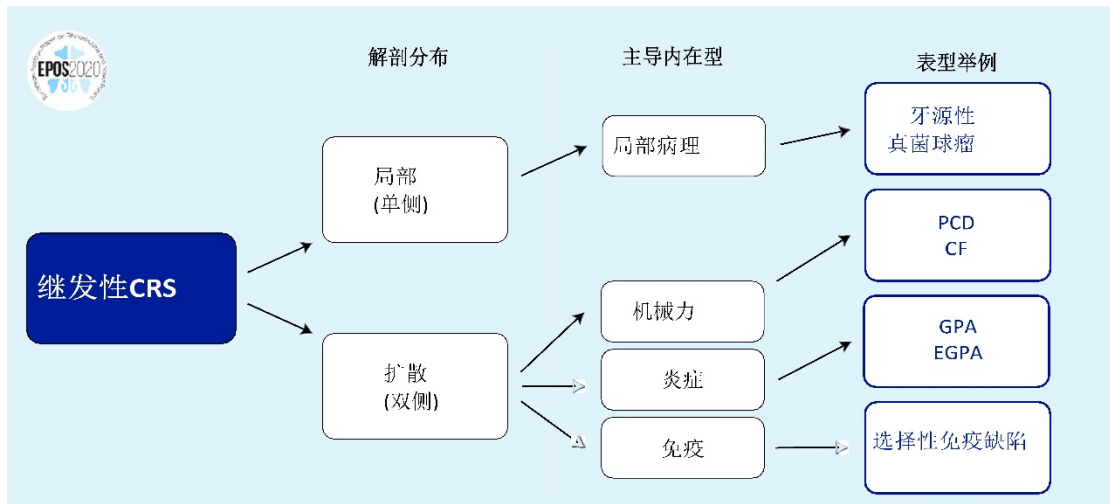 EPOS2020
解剖分布
主导内在型
表型举例
局部
(单侧)
局部病理
牙源性
真菌球瘤
继发性CRS
扩散
(双侧)
机械力
PCD
CF
炎症
GPA
EGPA
免疫
选择性免疫缺陷